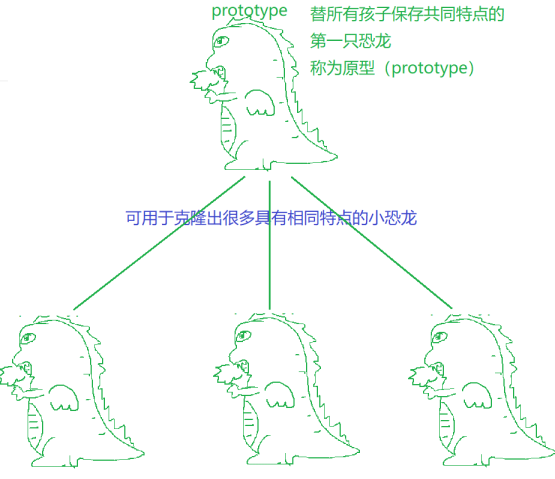 prototype
替所有孩子保存共同特点的
第一只恐龙
称为原型（prototype）
可用于克隆出很多具有相同特点的小恐龙